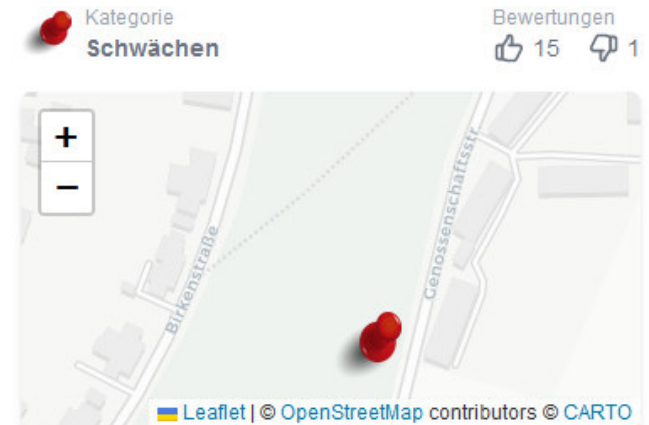 Kategorie
Schwächen
Bewertungen
15 1
+
−
Birkenstraße
Genossenschaftsstr
Leaflet | © OpenStreetMap contributors © CARTO